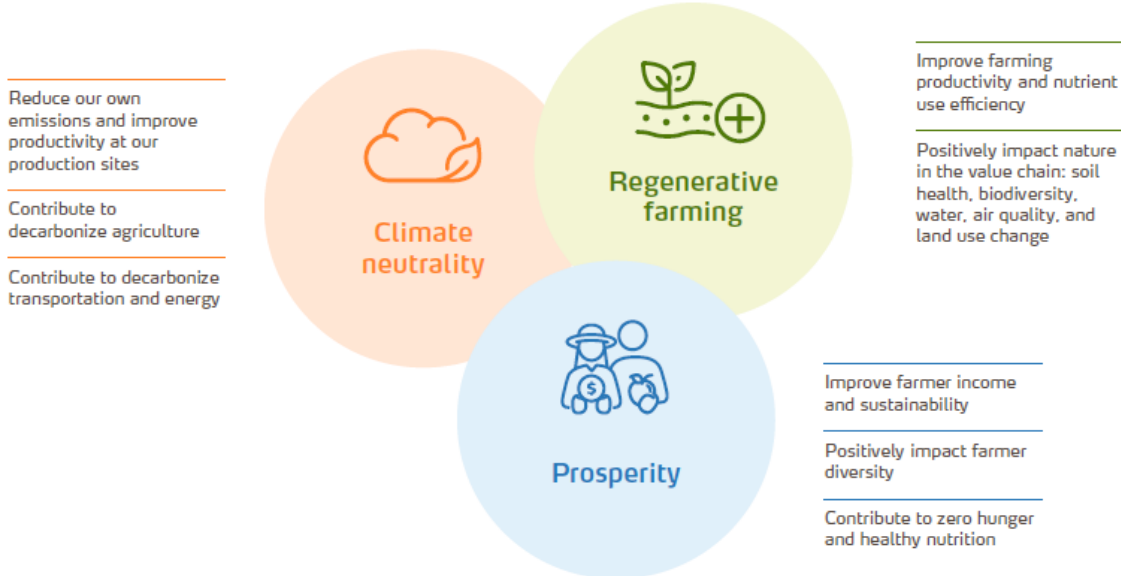 Reduce our own
emissions and improve
productivity at our
production sites
Contribute to
decarbonize agriculture
Contribute to decarbonize
transportation and energy
Climate
neutrality
Regenerative
farming
Improve farming
productivity and nutrient
use efficiency
Positively impact nature
in the value chain: soil
health, biodiversity,
water, air quality, and
land use change
$
Prosperity
Improve farmer income
and sustainability
Positively impact farmer
diversity
Contribute to zero hunger
and healthy nutrition